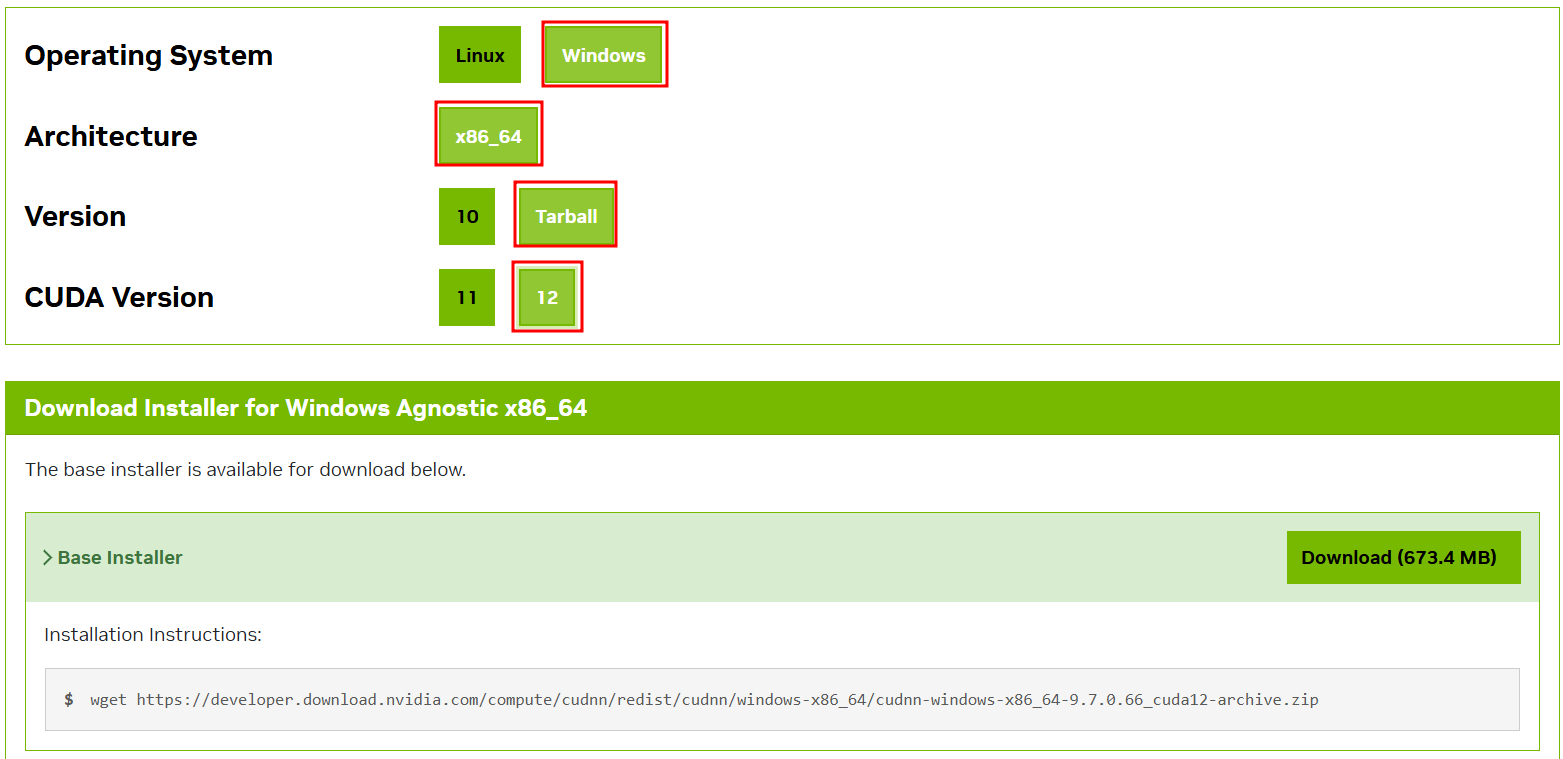 Operating System Linux Windows
Architecture x86_64
Version 10 Tarball
CUDA Version 11 12
Download Installer for Windows Agnostic x86_64
The base installer is available for download below.
Base Installer Download (673.4 MB)
Installation Instructions:
$ wget https://developer.download.nvidia.com/compute/cudnn/redist/cudnn/windows-x86_64/cudnn-windows-x86_64-9.7.0.66_cuda12-archive.zip